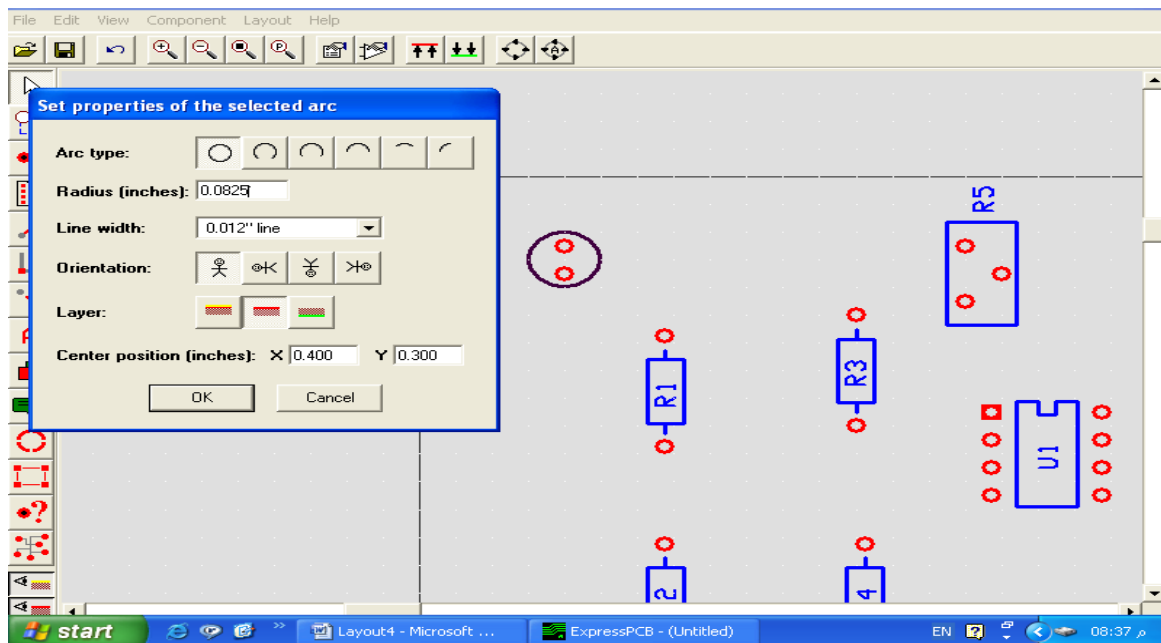 File Edit View Component Layout Help
Set properties of the selected arc
Arc type:
Radius (inches): 0.0825
Line width: 0.012" line
Orientation:
Layer:
Center position (inches): X 0.400 Y 0.300
OK Cancel
R5
R1
R3
U1
2
4
start
Layout4 - Microsoft ...
ExpressPCB - (Untitled)
EN
08:37 م